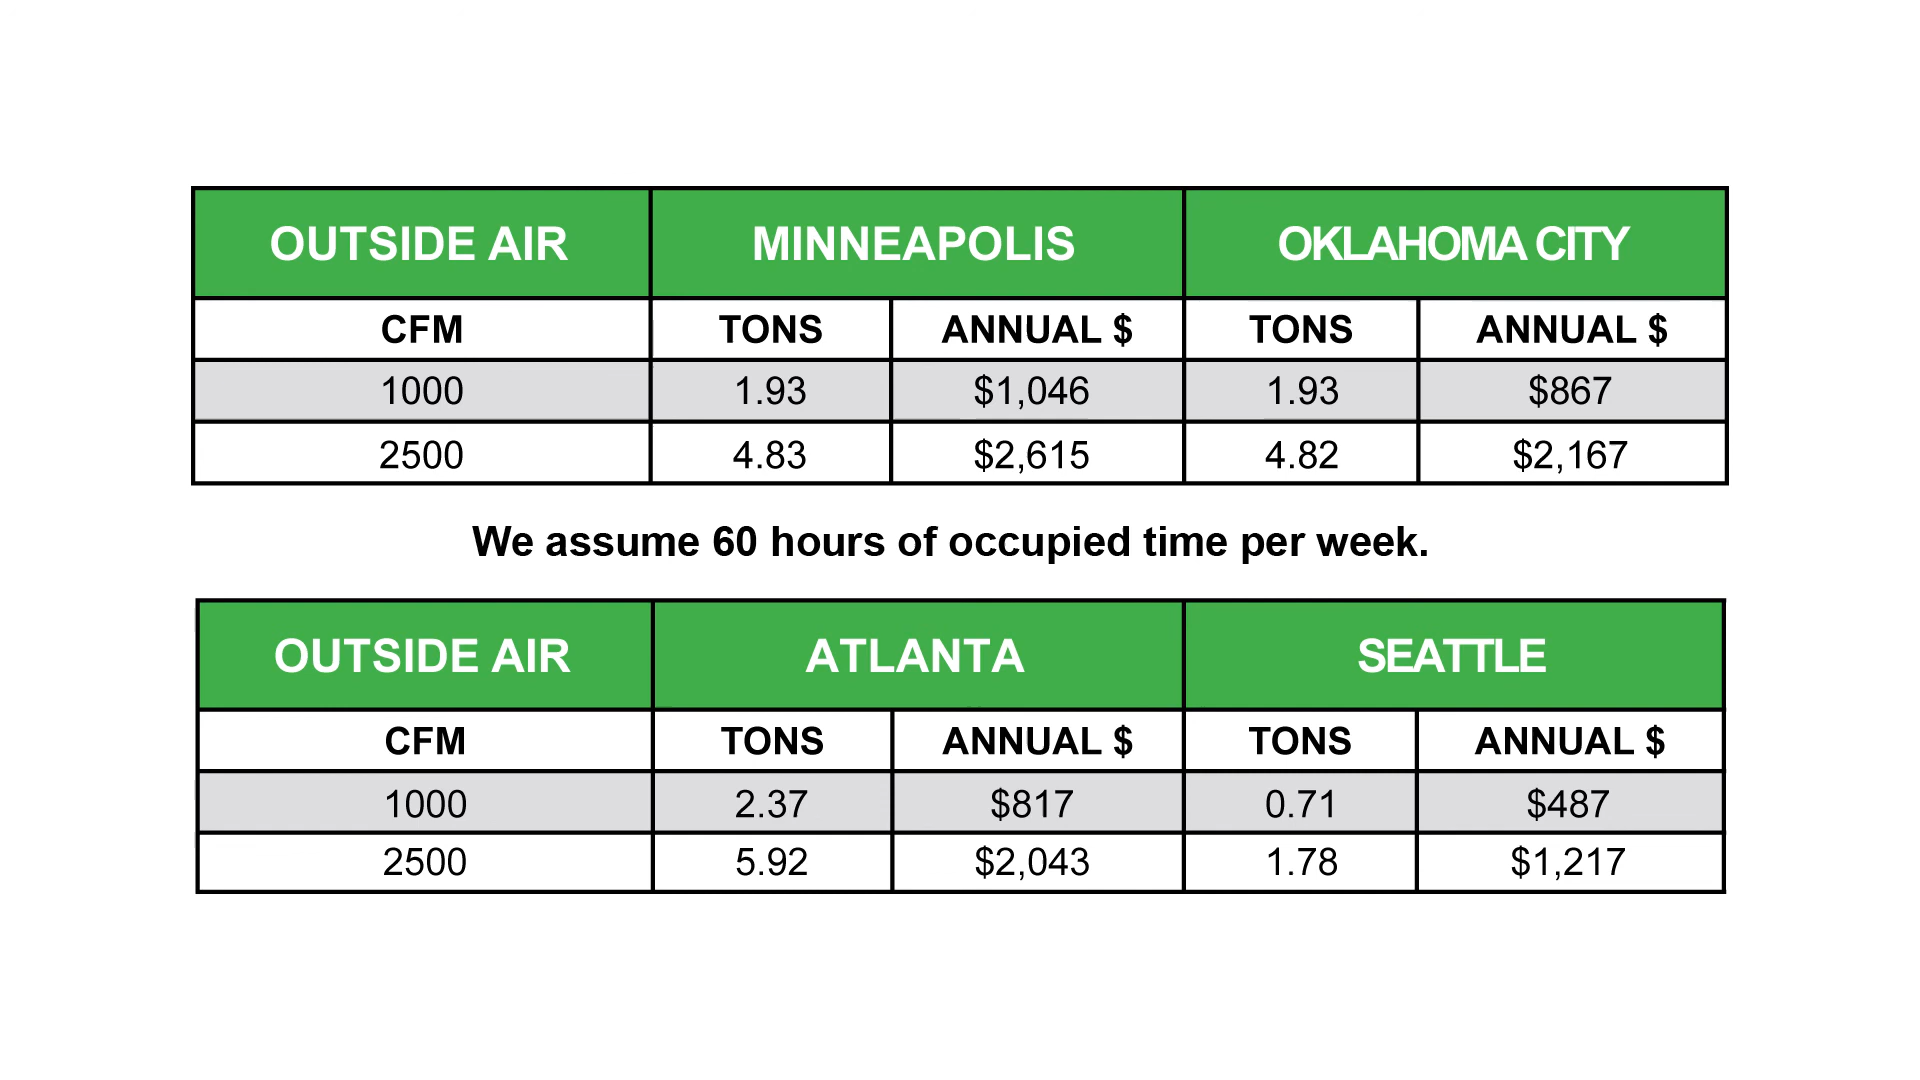 OUTSIDE AIR MINNEAPOLIS OKLAHOMA CITY
CFM TONS ANNUAL $ TONS ANNUAL $
1000 1.93 $1,046 1.93 $867
2500 4.83 $2,615 4.82 $2,167
We assume 60 hours of occupied time per week.
OUTSIDE AIR ATLANTA SEATTLE
CFM TONS ANNUAL $ TONS ANNUAL $
1000 2.37 $817 0.71 $487
2500 5.92 $2,043 1.78 $1,217